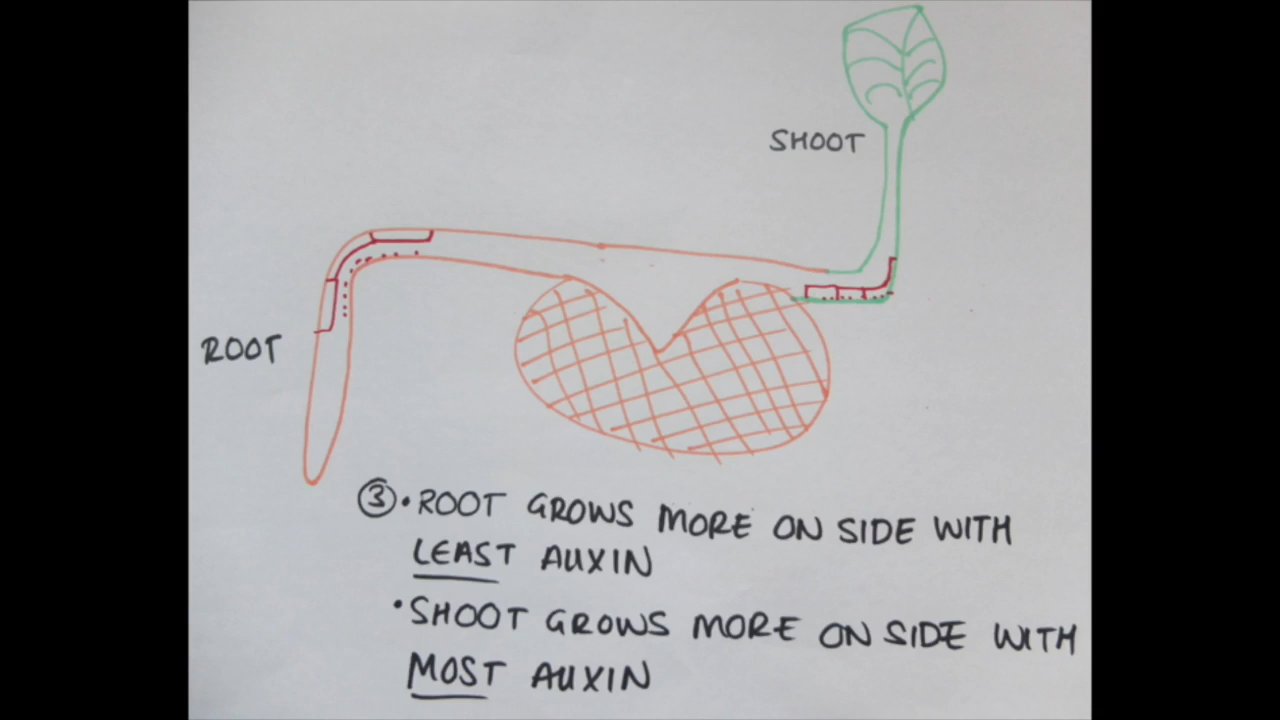 SHOOT
ROOT
③ • ROOT GROWS MORE ON SIDE WITH
LEAST AUXIN
• SHOOT GROWS MORE ON SIDE WITH
MOST AUXIN